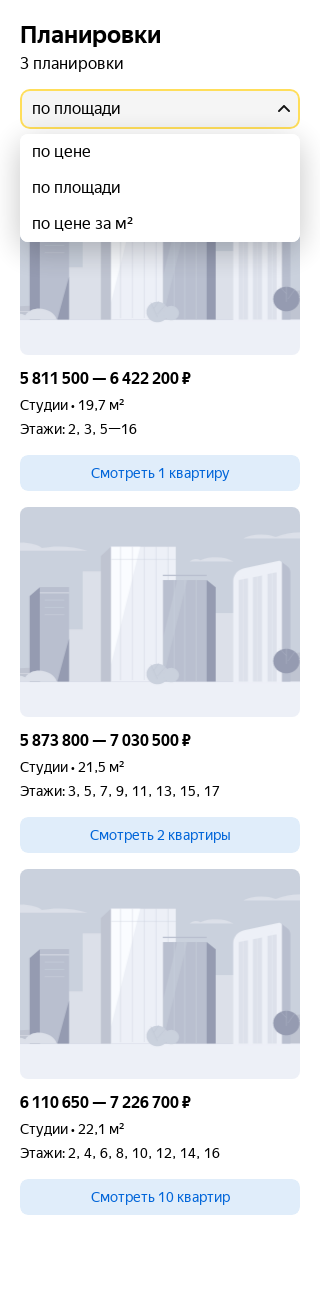 Планировки
3 планировки
по площади
по цене
по площади
по цене за м²
5 811 500 — 6 422 200 ₽
Студии • 19,7 м²
Этажи: 2, 3, 5—16
Смотреть 1 квартиру
5 873 800 — 7 030 500 ₽
Студии • 21,5 м²
Этажи: 3, 5, 7, 9, 11, 13, 15, 17
Смотреть 2 квартиры
6 110 650 — 7 226 700 ₽
Студии • 22,1 м²
Этажи: 2, 4, 6, 8, 10, 12, 14, 16
Смотреть 10 квартир